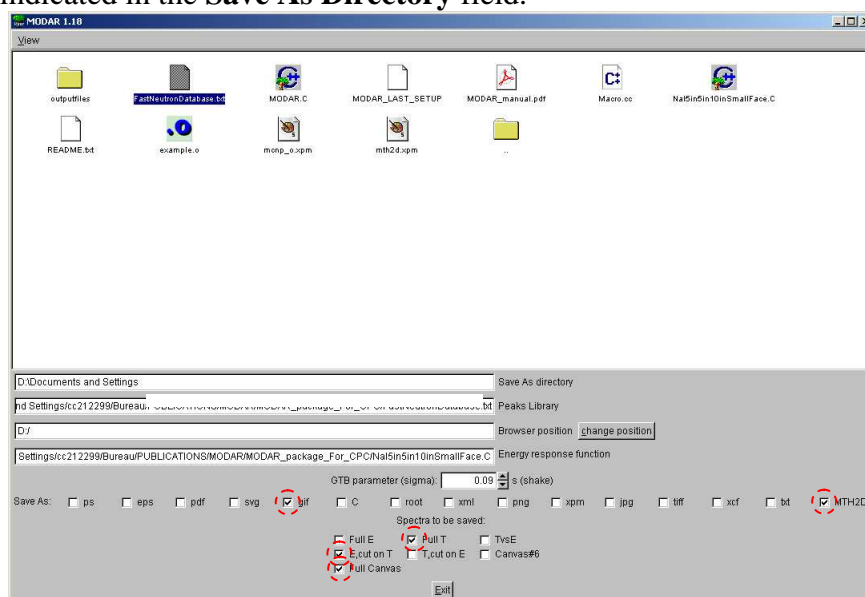 indicated in the Save As Directory field.
MODAR 1.18
View
outputfiles FastNeutronDatabase.txt MODAR.C MODAR_LAST_SETUP MODAR_manual.pdf Macro.cc NaI5in5in10inSmallFace.C
README.txt example.o monp_o.xpm mth2d.xpm ..
D:\Documents and Settings Save As directory
nd Settings/cc212299/Bureau/ Peaks Library
D:/ Browser position change position
Settings/cc212299/Bureau/PUBLICATIONS/MODAR/MODAR_package_For_CPC/NaI5in5in10inSmallFace.C Energy response function
GTB parameter (sigma): 0.09 s (shake)
Save As: ps eps pdf svg gif C root xml png xpm jpg tiff xcf txt MTH2D
Spectra to be saved:
Full E Full T TvsE
E,cut on T T,cut on E Canvas#6
Full Canvas
Exit